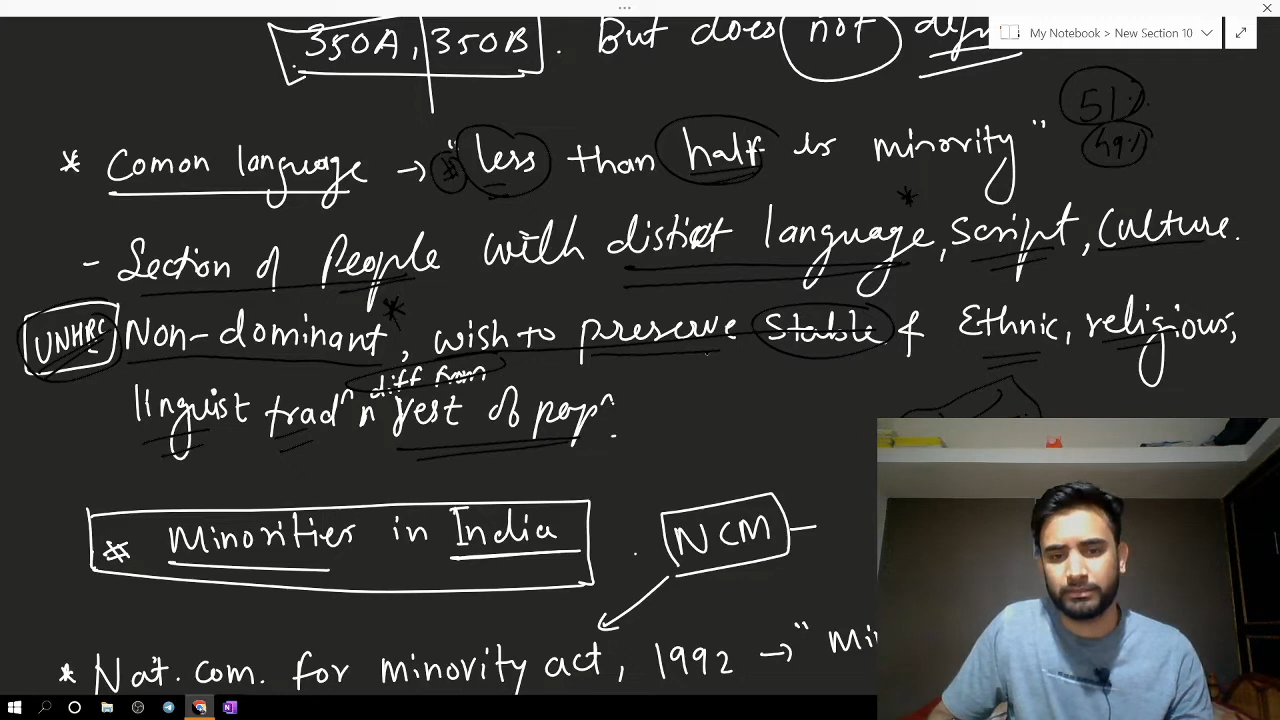 My Notebook > New Section 10
350A, 350B. But does not
51%
49%
* Comon language → * "less than half is minority"
- Section of People with distict language*, Script, Culture.
UNHRC Non-dominant*, wish to preserve Stable & Ethnic, religious,
diff from
linguist tradn n rest of popn.
* Minorities in India
NCM -
* Nat. com. for minority act, 1992 → "Mi